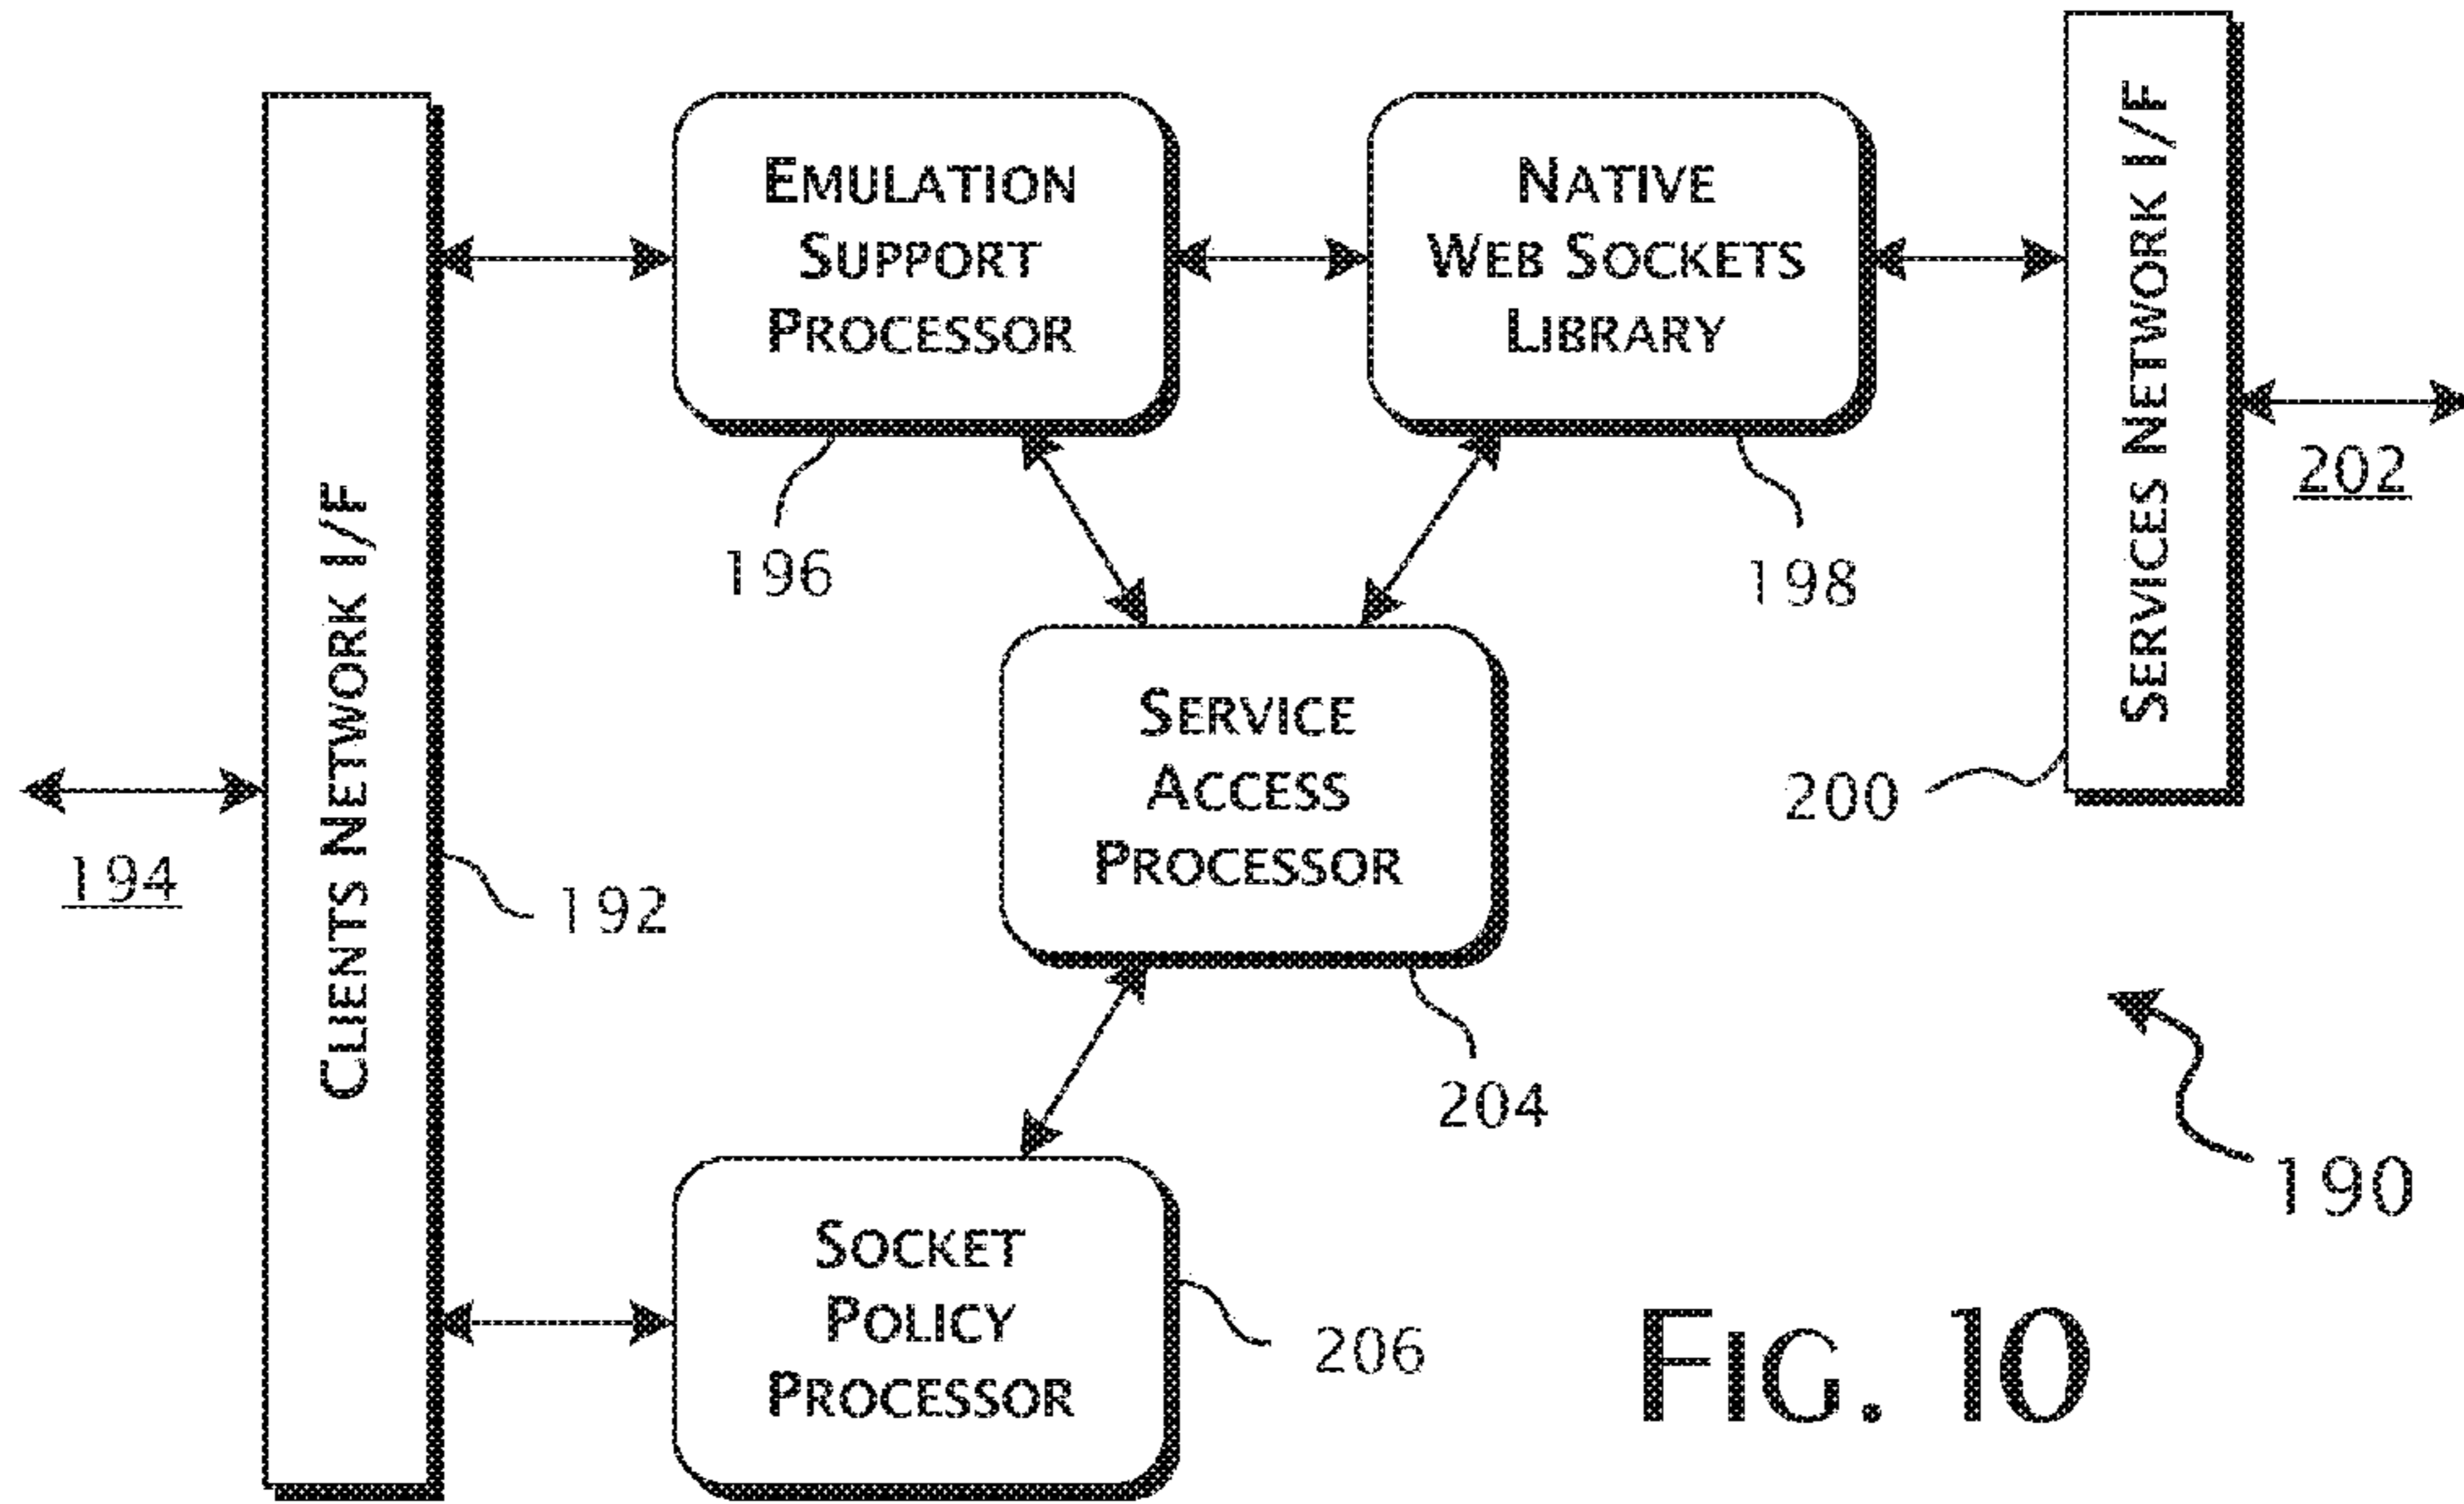 EMULATION
SUPPORT
PROCESSOR
NATIVE
WEB SOCKETS
LIBRARY
SERVICES NETWORK I/F
202
196
198
CLIENTS NETWORK I/F
SERVICE
ACCESS
PROCESSOR
200
194
192
204
190
SOCKET
POLICY
PROCESSOR
206
FIG. 10